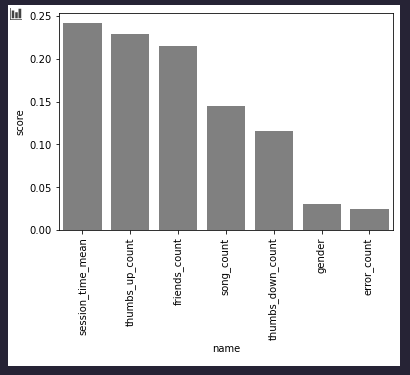 0.25
0.20
0.15
0.10
0.05
0.00
score
session_time_mean
thumbs_up_count
friends_count
song_count
thumbs_down_count
gender
error_count
name